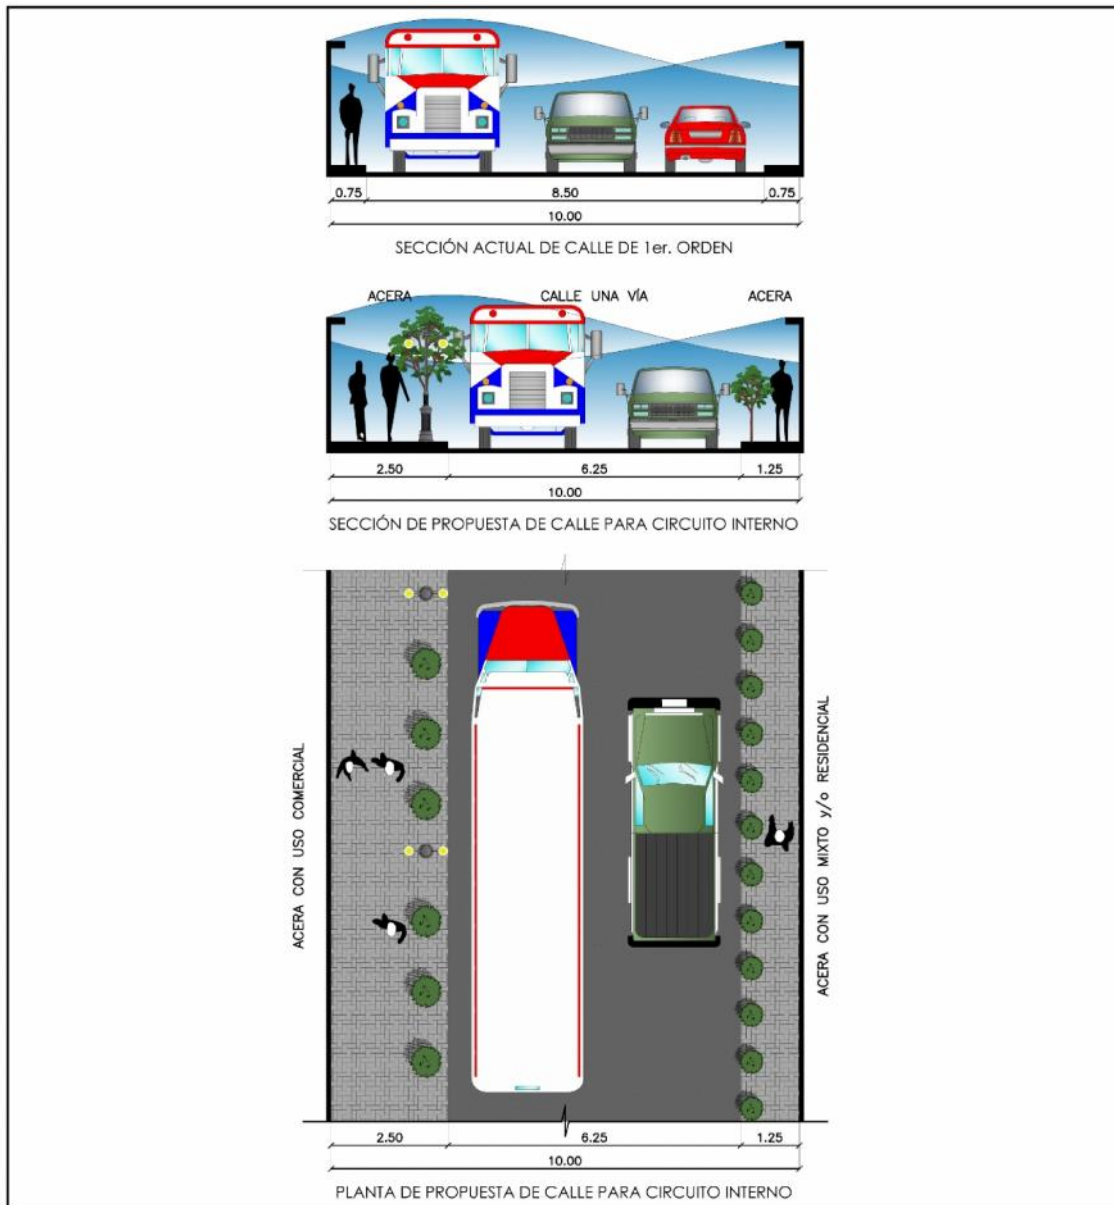 0.75 8.50 0.75
10.00
SECCIÓN ACTUAL DE CALLE DE 1er. ORDEN
ACERA CALLE UNA VÍA ACERA
2.50 6.25 1.25
10.00
SECCIÓN DE PROPUESTA DE CALLE PARA CIRCUITO INTERNO
ACERA CON USO COMERCIAL
ACERA CON USO MIXTO y/o RESIDENCIAL
2.50 6.25 1.25
10.00
PLANTA DE PROPUESTA DE CALLE PARA CIRCUITO INTERNO